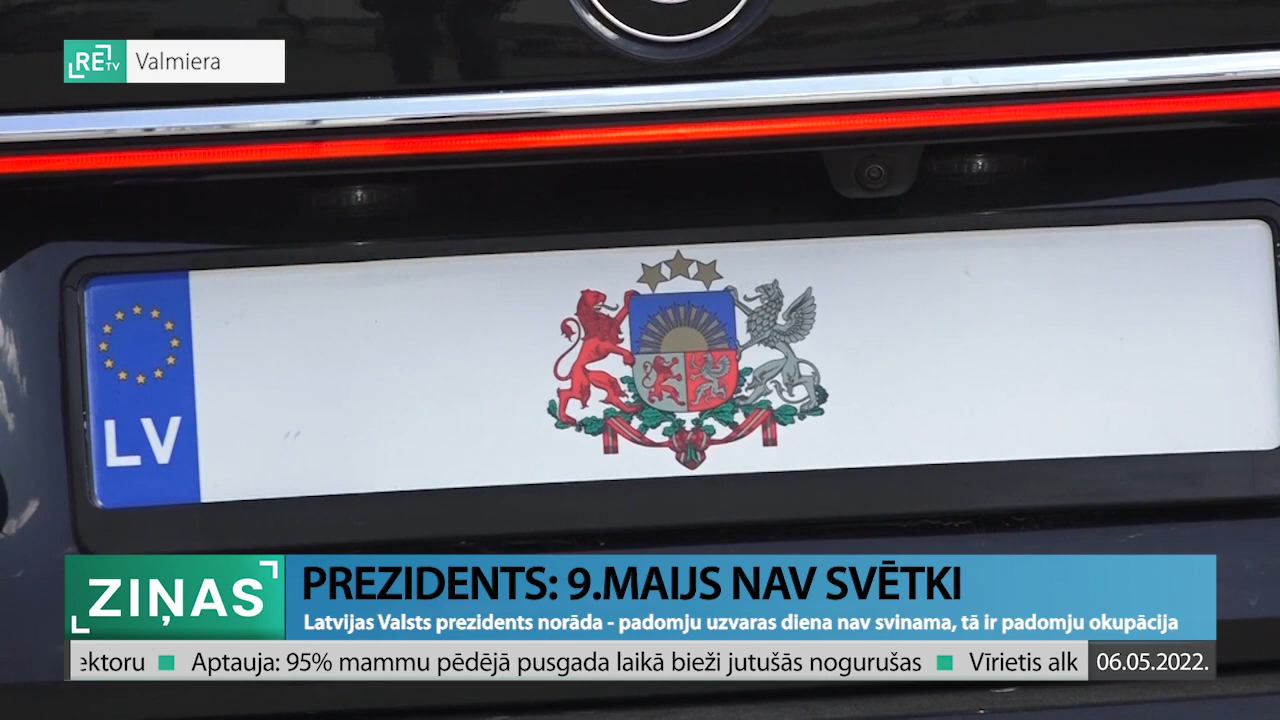 RE TV Valmiera
LV
ZIŅAS
PREZIDENTS: 9.MAIJS NAV SVĒTKI
Latvijas Valsts prezidents norāda - padomju uzvaras diena nav svinama, tā ir padomju okupācija
ektoru ■ Aptauja: 95% mammu pēdējā pusgada laikā bieži jutušās nogurušas ■ Vīrietis alk 06.05.2022.